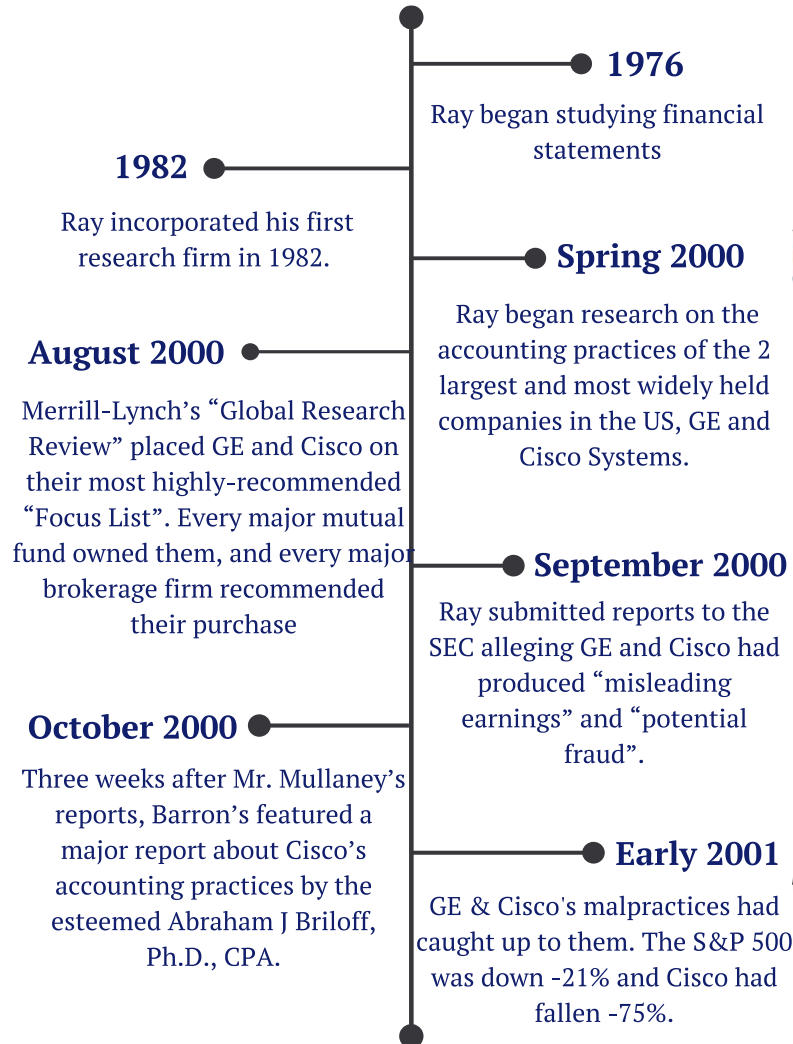 1976
Ray began studying financial
statements
1982
Ray incorporated his first
research firm in 1982.
Spring 2000
Ray began research on the
accounting practices of the 2
largest and most widely held
companies in the US, GE and
Cisco Systems.
August 2000
Merrill-Lynch’s “Global Research
Review” placed GE and Cisco on
their most highly-recommended
“Focus List”. Every major mutual
fund owned them, and every major
brokerage firm recommended
their purchase
September 2000
Ray submitted reports to the
SEC alleging GE and Cisco had
produced “misleading
earnings” and “potential
fraud”.
October 2000
Three weeks after Mr. Mullaney’s
reports, Barron’s featured a
major report about Cisco’s
accounting practices by the
esteemed Abraham J Briloff,
Ph.D., CPA.
Early 2001
GE & Cisco's malpractices had
caught up to them. The S&P 500
was down -21% and Cisco had
fallen -75%.